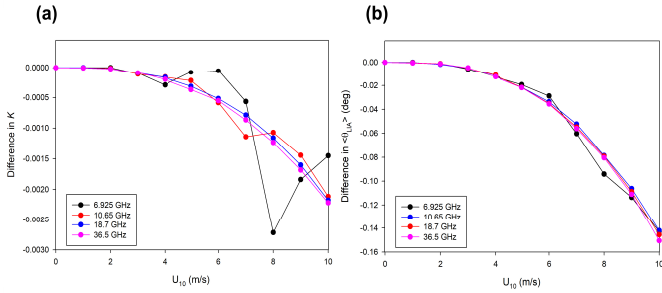 (a)
(b)
0.0000
-0.0005
-0.0010
-0.0015
-0.0020
-0.0025
-0.0030
Difference in K
6.925 GHz
10.65 GHz
18.7 GHz
36.5 GHz
0 2 4 6 8 10
U10 (m/s)
0.00
-0.02
-0.04
-0.06
-0.08
-0.10
-0.12
-0.14
-0.16
Difference in <θLIA> (deg)
6.925 GHz
10.65 GHz
18.7 GHz
36.5 GHz
0 2 4 6 8 10
U10 (m/s)